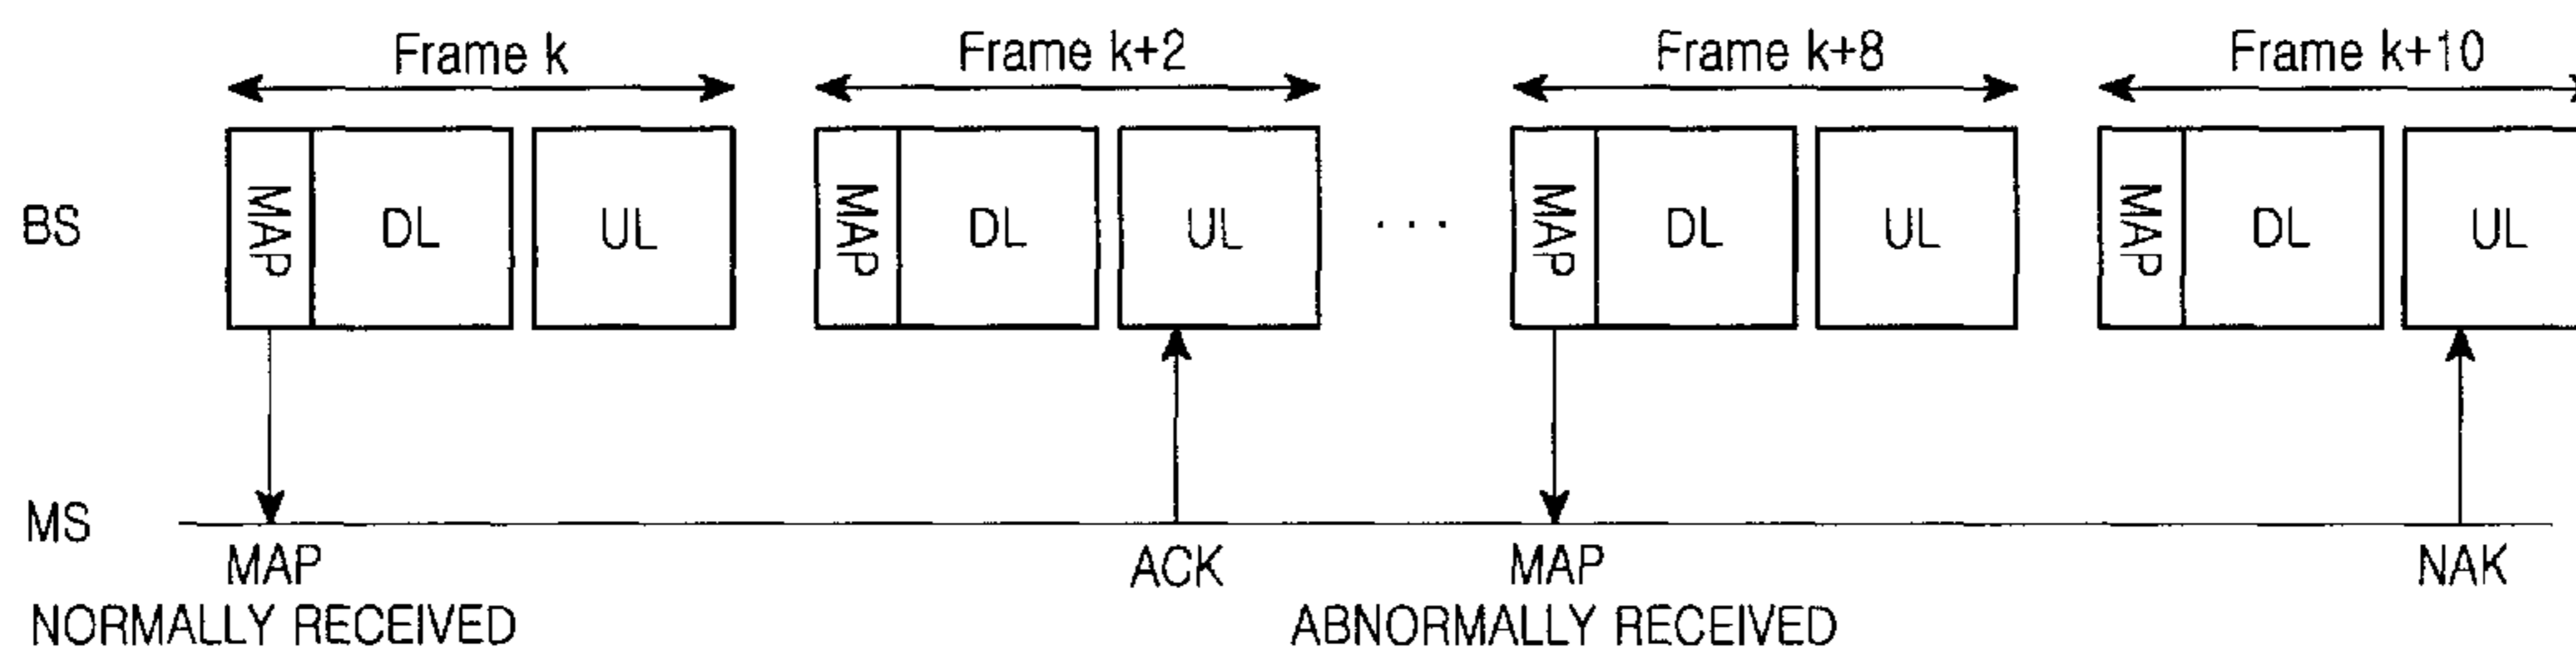 Frame k Frame k+2 Frame k+8 Frame k+10
BS MAP DL UL MAP DL UL ... MAP DL UL MAP DL UL
MS
MAP ACK MAP NAK
NORMALLY RECEIVED ABNORMALLY RECEIVED